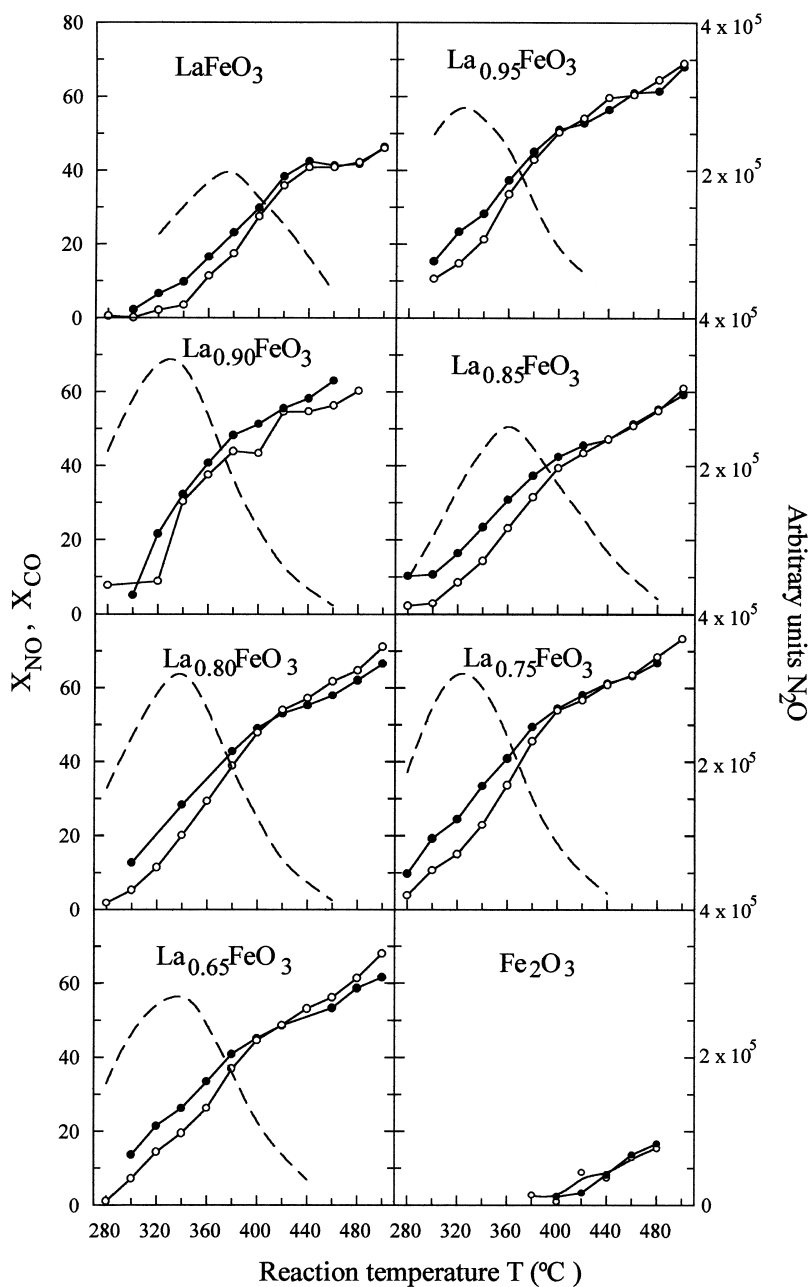 80
60
40
20
0
LaFeO3
La0.95FeO3
4 x 10^5
2 x 10^5
4 x 10^5
60
40
20
0
La0.90FeO3
La0.85FeO3
2 x 10^5
4 x 10^5
60
40
20
0
La0.80FeO3
La0.75FeO3
2 x 10^5
4 x 10^5
60
40
20
0
La0.65FeO3
Fe2O3
2 x 10^5
0
280 320 360 400 440 480
280 320 360 400 440 480
XNO, XCO
Arbitrary units N2O
Reaction temperature T (ºC)